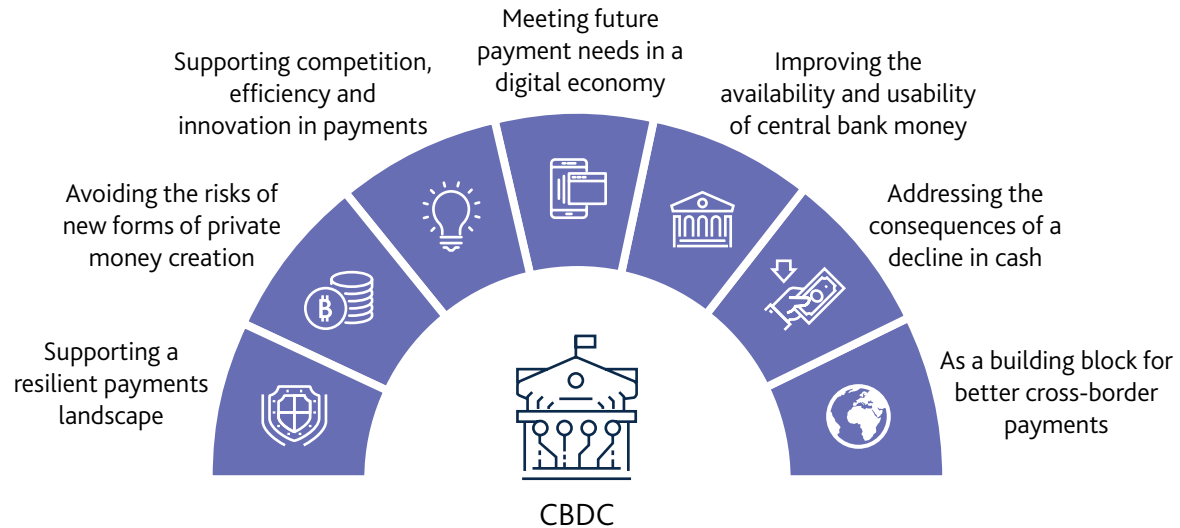 Meeting future
payment needs in a
digital economy
Supporting competition,
efficiency and
innovation in payments
Improving the
availability and usability
of central bank money
Avoiding the risks of
new forms of private
money creation
Addressing the
consequences of a
decline in cash
Supporting a
resilient payments
landscape
As a building block for
better cross-border
payments
CBDC